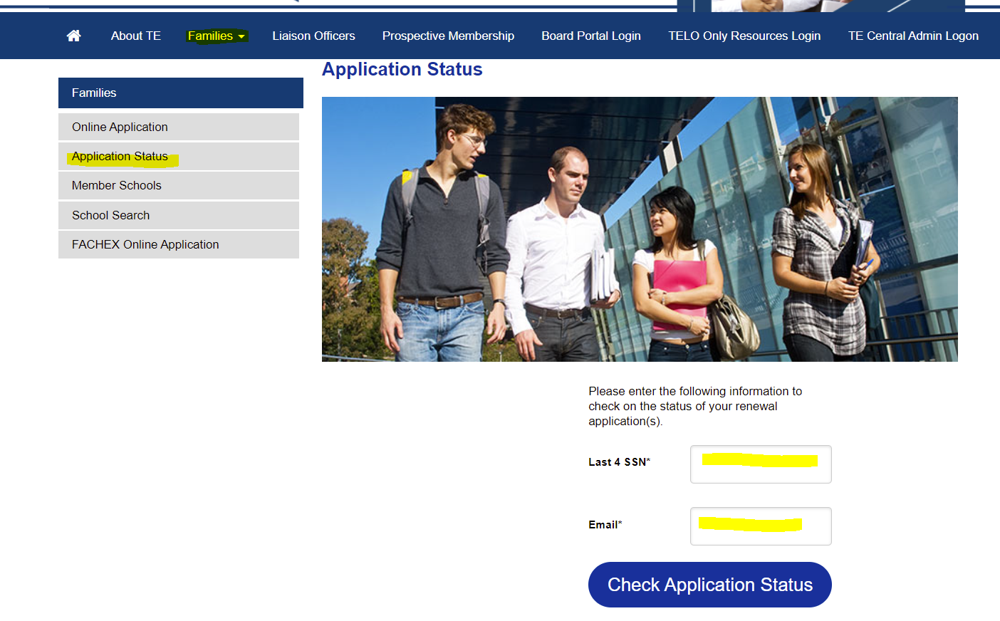 About TE
Families
Liaison Officers
Prospective Membership
Board Portal Login
TELO Only Resources Login
TE Central Admin Logon
Application Status
Families
Online Application
Application Status
Member Schools
School Search
FACHEX Online Application
Please enter the following information to
check on the status of your renewal
application(s).
Last 4 SSN*
Email*
Check Application Status